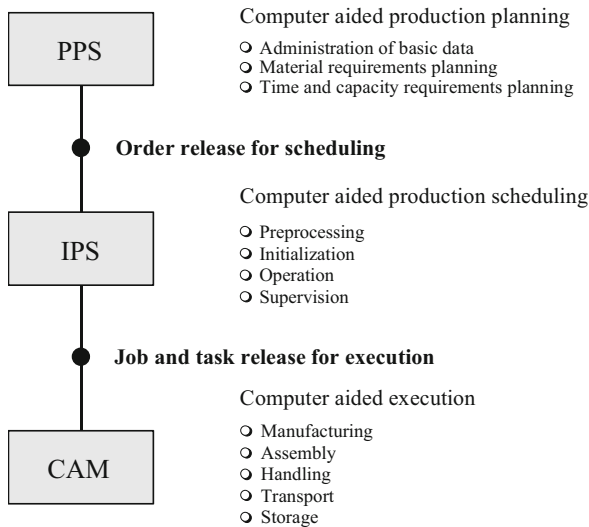 PPS
Computer aided production planning
Administration of basic data
Material requirements planning
Time and capacity requirements planning
Order release for scheduling
IPS
Computer aided production scheduling
Preprocessing
Initialization
Operation
Supervision
Job and task release for execution
CAM
Computer aided execution
Manufacturing
Assembly
Handling
Transport
Storage